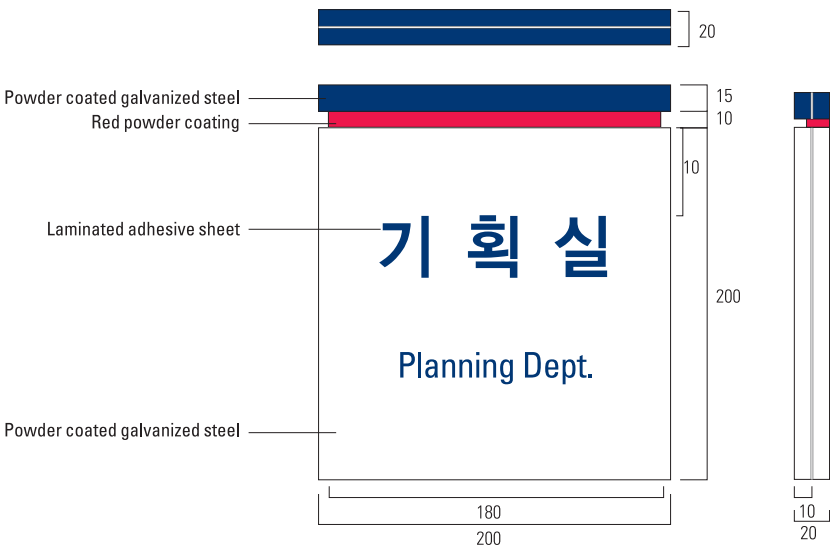 20
Powder coated galvanized steel
15
Red powder coating
10
10
Laminated adhesive sheet
기 획 실
200
Planning Dept.
Powder coated galvanized steel
180
200
10
20